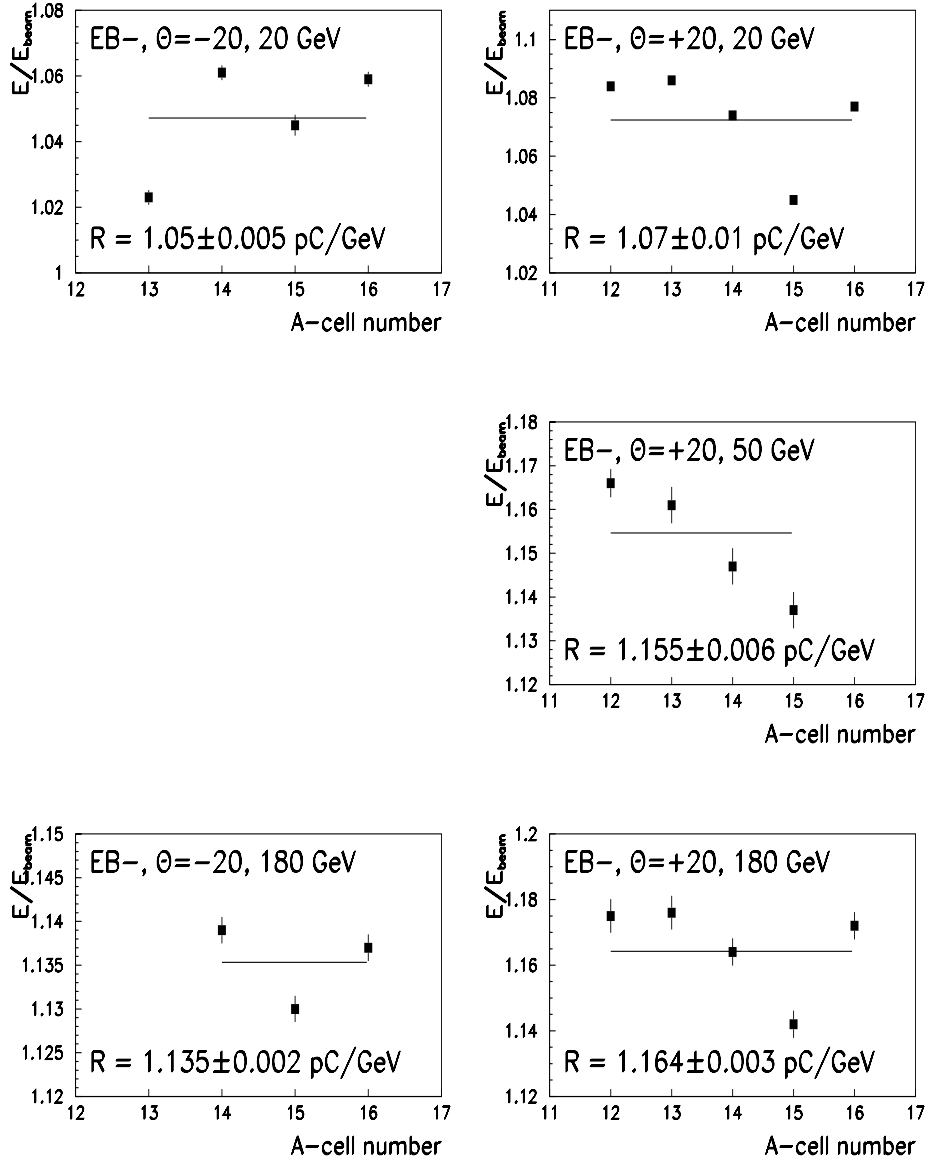 E/E_beam
1.08
1.06
1.04
1.02
1
EB−, Θ=−20, 20 GeV
R = 1.05±0.005 pC/GeV
12 13 14 15 16 17
A−cell number
E/E_beam
1.1
1.08
1.06
1.04
1.02
EB−, Θ=+20, 20 GeV
R = 1.07±0.01 pC/GeV
11 12 13 14 15 16 17
A−cell number
E/E_beam
1.18
1.17
1.16
1.15
1.14
1.13
1.12
EB−, Θ=+20, 50 GeV
R = 1.155±0.006 pC/GeV
11 12 13 14 15 16 17
A−cell number
E/E_beam
1.15
1.145
1.14
1.135
1.13
1.125
1.12
EB−, Θ=−20, 180 GeV
R = 1.135±0.002 pC/GeV
12 13 14 15 16 17
A−cell number
E/E_beam
1.2
1.18
1.16
1.14
1.12
EB−, Θ=+20, 180 GeV
R = 1.164±0.003 pC/GeV
11 12 13 14 15 16 17
A−cell number